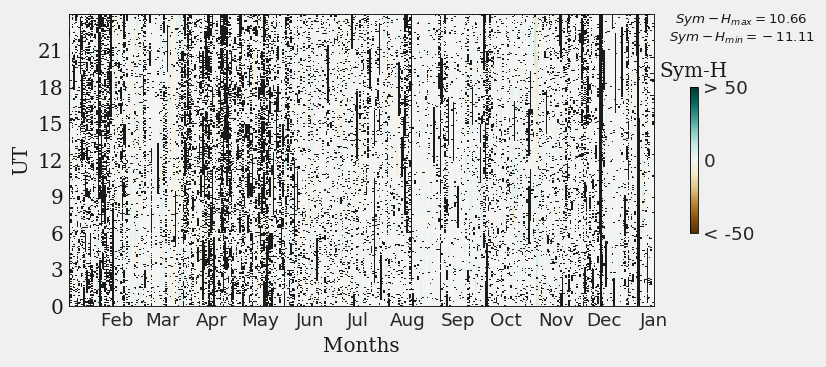 Sym − H_max = 10.66
Sym − H_min = −11.11
Sym-H
> 50
0
< -50
21
18
15
12
9
6
3
0
UT
Feb Mar Apr May Jun Jul Aug Sep Oct Nov Dec Jan
Months